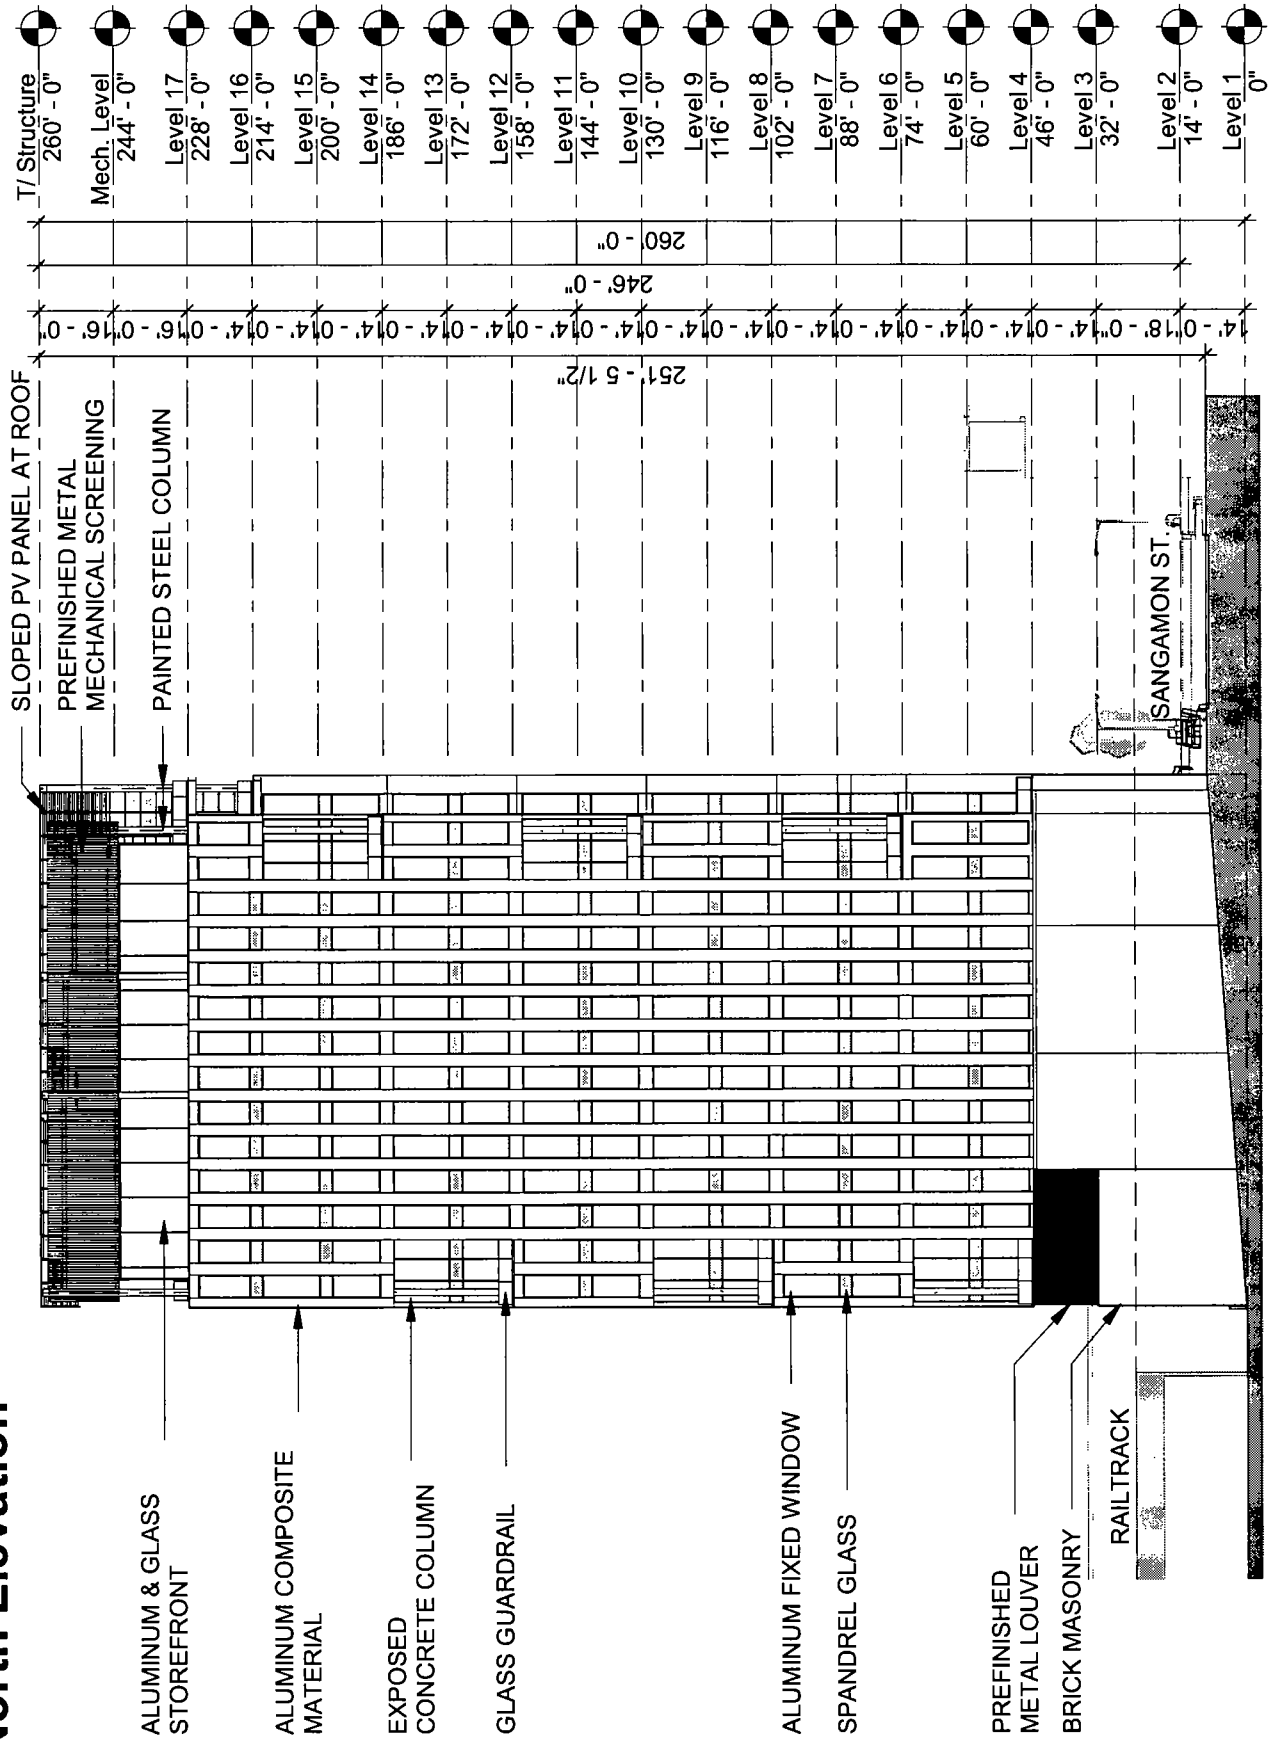 North Elevation
SLOPED PV PANEL AT ROOF
PREFINISHED METAL
MECHANICAL SCREENING
PAINTED STEEL COLUMN
ALUMINUM & GLASS
STOREFRONT
ALUMINUM COMPOSITE
MATERIAL
EXPOSED
CONCRETE COLUMN
GLASS GUARDRAIL
ALUMINUM FIXED WINDOW
SPANDREL GLASS
PREFINISHED
METAL LOUVER
BRICK MASONRY
RAILTRACK
SANGAMON ST.
T/ Structure
260' - 0"
Mech. Level
244' - 0"
Level 17
228' - 0"
Level 16
214' - 0"
Level 15
200' - 0"
Level 14
186' - 0"
Level 13
172' - 0"
Level 12
158' - 0"
Level 11
144' - 0"
Level 10
130' - 0"
Level 9
116' - 0"
Level 8
102' - 0"
Level 7
88' - 0"
Level 6
74' - 0"
Level 5
60' - 0"
Level 4
46' - 0"
Level 3
32' - 0"
Level 2
14' - 0"
Level 1
0"
260' - 0"
246' - 0"
14' - 0"
18' - 0"
14' - 0"
14' - 0"
14' - 0"
14' - 0"
14' - 0"
14' - 0"
14' - 0"
14' - 0"
14' - 0"
14' - 0"
14' - 0"
14' - 0"
14' - 0"
14' - 0"
16' - 0"
16' - 0"
251' - 5 1/2"